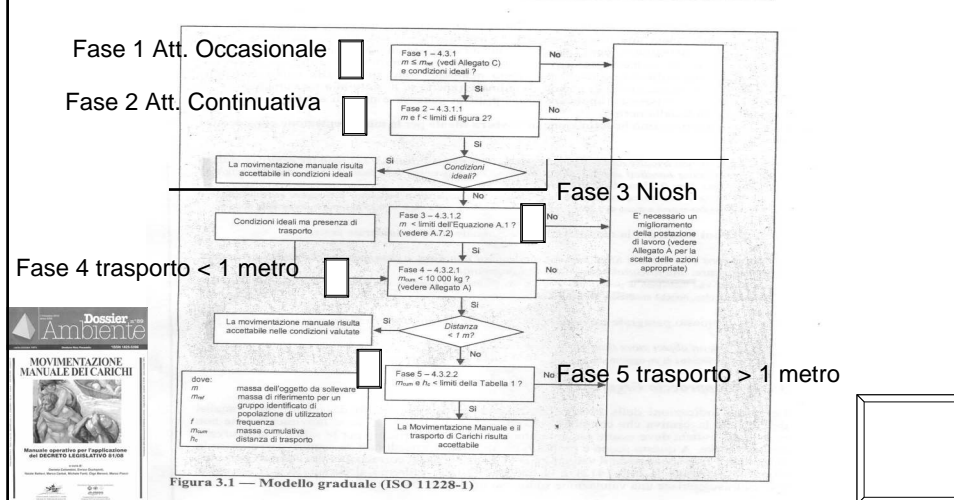 Fase 1 Att. Occasionale
Fase 1 – 4.3.1
m ≤ mref (vedi Allegato C)
e condizioni ideali ?
No
Si
Fase 2 Att. Continuativa
Fase 2 – 4.3.1.1
m e f < limiti di figura 2?
No
Si
La movimentazione manuale risulta
accettabile in condizioni ideali
Si
Condizioni
ideali?
No
Fase 3 Niosh
Condizioni ideali ma presenza di
trasporto
Fase 3 – 4.3.1.2
m < limiti dell'Equazione A.1 ?
(vedere A.7.2)
No
Si
E' necessario un
miglioramento
della postazione
di lavoro (vedere
Allegato A per la
scelta delle azioni
appropriate)
Fase 4 trasporto < 1 metro
Fase 4 – 4.3.2.1
mcum < 10 000 kg ?
(vedere Allegato A)
No
Si
La movimentazione manuale risulta
accettabile nelle condizioni valutate
Si
Distanza
< 1 m?
No
Fase 5 – 4.3.2.2
mcum e hc < limiti della Tabella 1 ?
No
Fase 5 trasporto > 1 metro
Si
La Movimentazione Manuale e il
trasporto di Carichi risulta
accettabile
dove:
m massa dell'oggetto da sollevare
mref massa di riferimento per un
gruppo identificato di
popolazione di utilizzatori
f frequenza
mcum massa cumulativa
hc distanza di trasporto
Figura 3.1 — Modello graduale (ISO 11228-1)
Dossier n°89
Ambiente
MOVIMENTAZIONE
MANUALE DEI CARICHI
Manuale operativo per l'applicazione
del DECRETO LEGISLATIVO 81/08